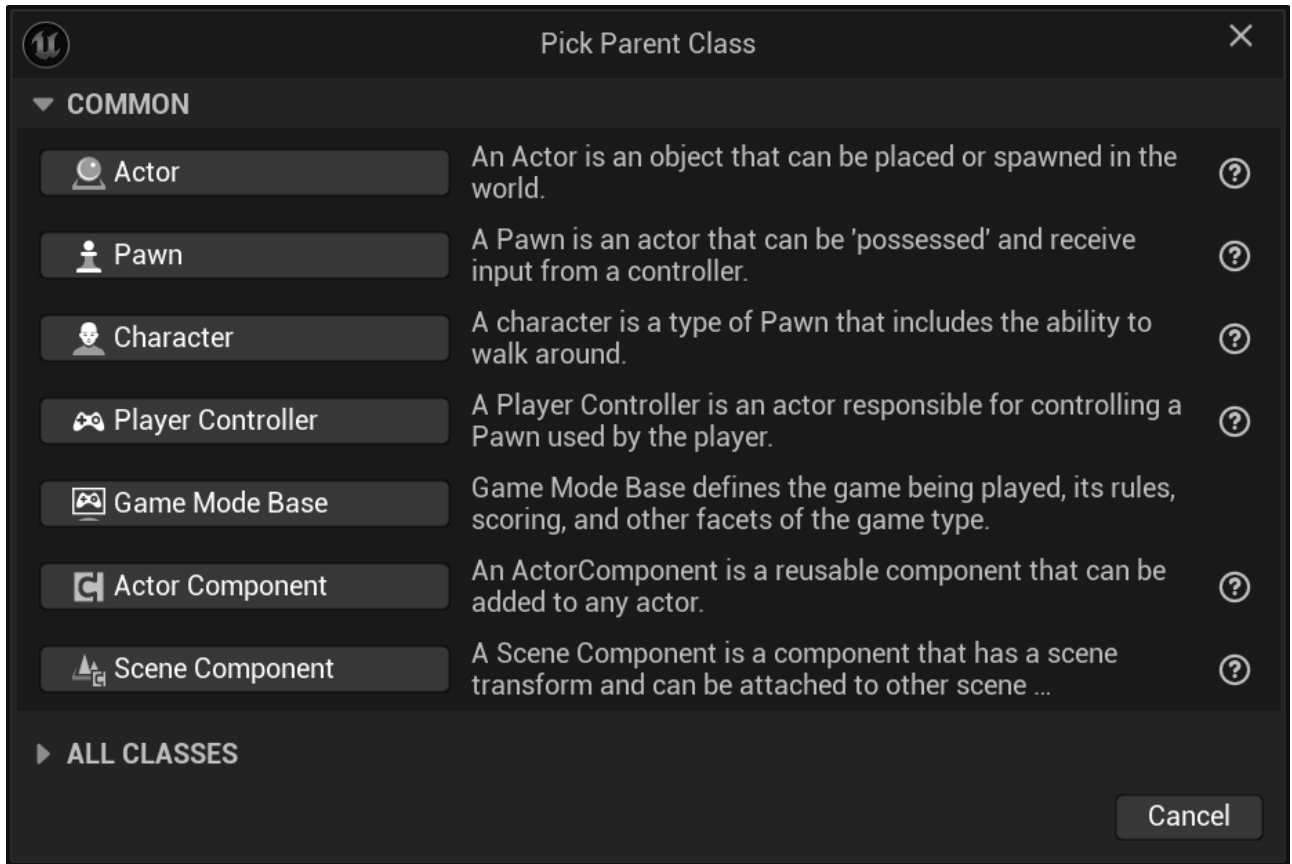 Pick Parent Class
COMMON
Actor
An Actor is an object that can be placed or spawned in the
world.
Pawn
A Pawn is an actor that can be 'possessed' and receive
input from a controller.
Character
A character is a type of Pawn that includes the ability to
walk around.
Player Controller
A Player Controller is an actor responsible for controlling a
Pawn used by the player.
Game Mode Base
Game Mode Base defines the game being played, its rules,
scoring, and other facets of the game type.
Actor Component
An ActorComponent is a reusable component that can be
added to any actor.
Scene Component
A Scene Component is a component that has a scene
transform and can be attached to other scene ...
ALL CLASSES
Cancel